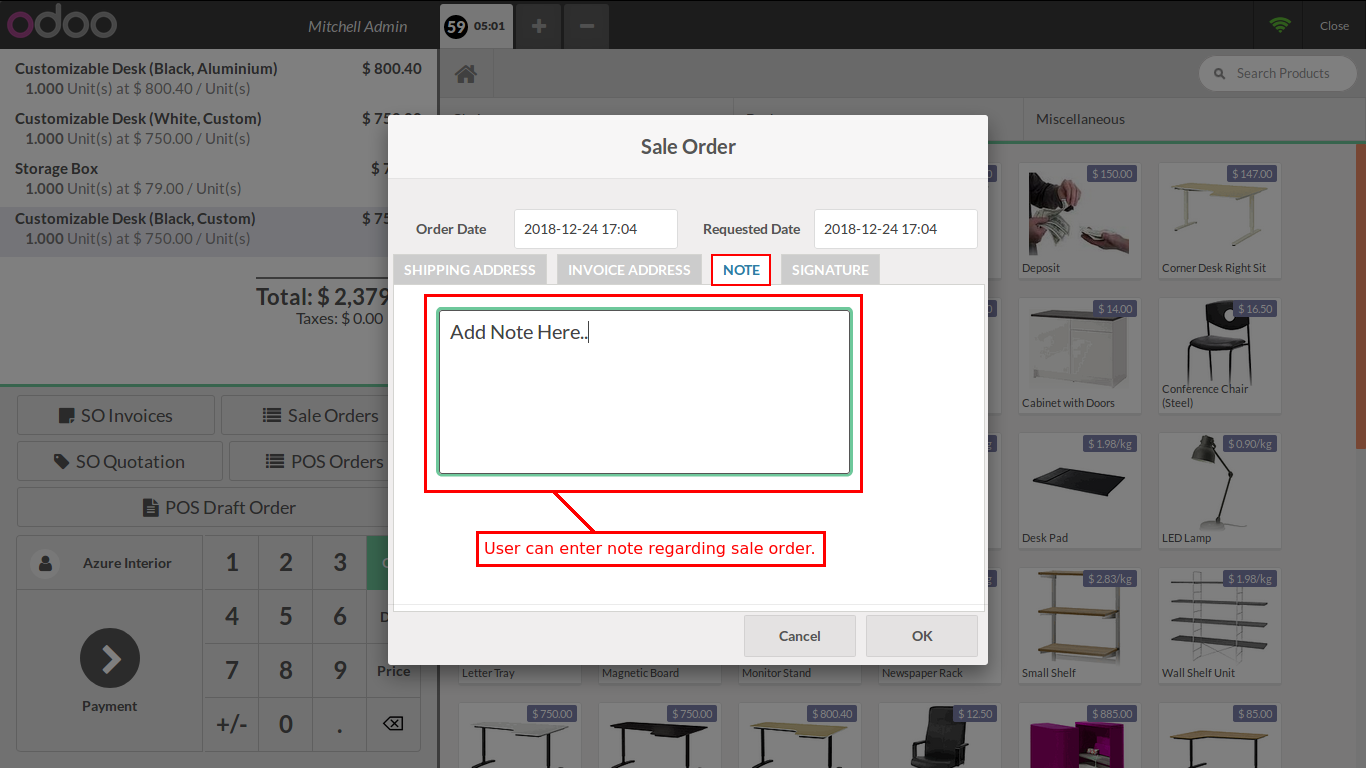 odoo
Mitchell Admin
59 05:01
Close
Customizable Desk (Black, Aluminium) $ 800.40
1.000 Unit(s) at $ 800.40 / Unit(s)
Customizable Desk (White, Custom)
1.000 Unit(s) at $ 750.00 / Unit(s)
Storage Box
1.000 Unit(s) at $ 79.00 / Unit(s)
Customizable Desk (Black, Custom)
1.000 Unit(s) at $ 750.00 / Unit(s)
Total: $ 2,379
Taxes: $ 0.00
SO Invoices
Sale Orders
SO Quotation
POS Orders
POS Draft Order
Azure Interior
1 2 3
4 5 6
7 8 9 Price
+/- 0 .
Payment
Search Products
Miscellaneous
Sale Order
Order Date 2018-12-24 17:04 Requested Date 2018-12-24 17:04
SHIPPING ADDRESS INVOICE ADDRESS NOTE SIGNATURE
Add Note Here..
User can enter note regarding sale order.
Cancel OK
$ 150.00
Deposit
$ 147.00
Corner Desk Right Sit
$ 14.00
Cabinet with Doors
$ 16.50
Conference Chair
(Steel)
$ 1.98/kg
Desk Pad
$ 0.90/kg
LED Lamp
$ 2.83/kg
Small Shelf
$ 1.98/kg
Wall Shelf Unit
Letter Tray
Magnetic Board
Monitor Stand
Newspaper Rack
$ 750.00
$ 750.00
$ 800.40
$ 12.50
$ 885.00
$ 85.00